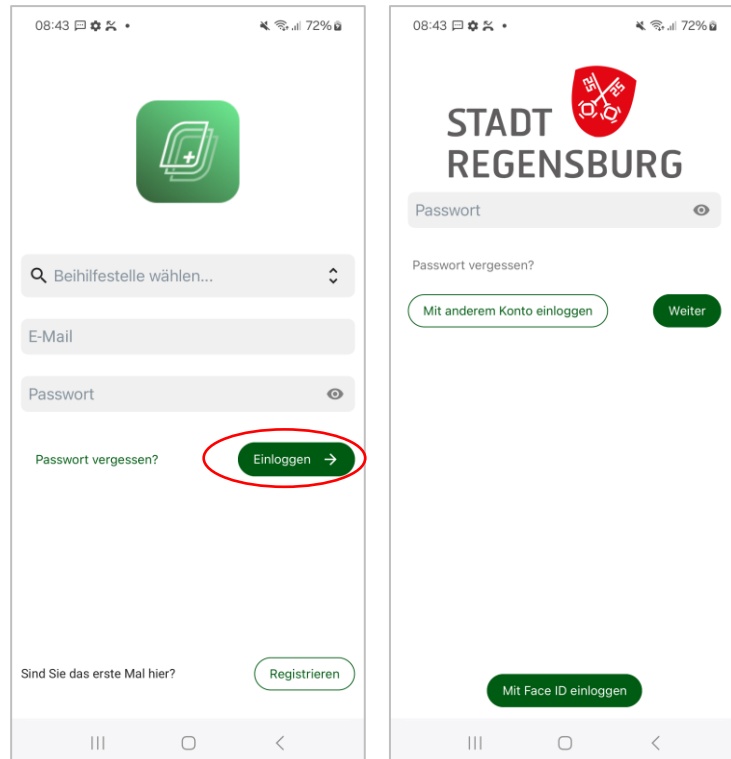 08:43 72%
Beihilfestelle wählen...
E-Mail
Passwort
Passwort vergessen?
Einloggen →
Sind Sie das erste Mal hier?
Registrieren
08:43 72%
STADT
REGENSBURG
Passwort
Passwort vergessen?
Mit anderem Konto einloggen
Weiter
Mit Face ID einloggen